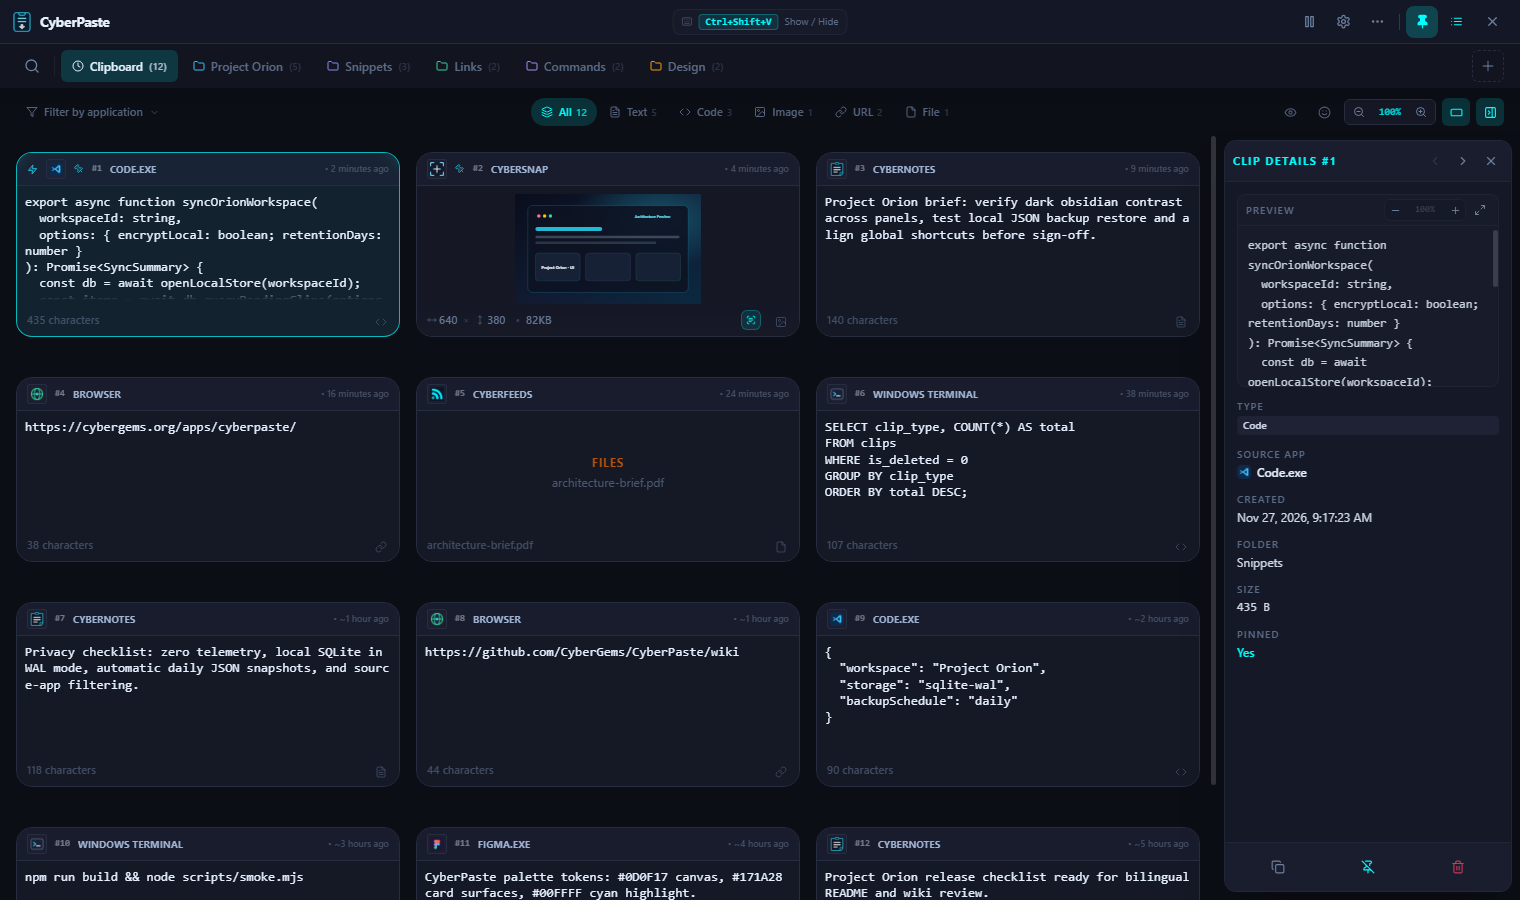 CyberPaste
Ctrl+Shift+V Show / Hide
Clipboard (12)
Project Orion (5)
Snippets (3)
Links (2)
Commands (2)
Design (2)
Filter by application
All 12
Text 5
Code 3
Image 1
URL 2
File 1
100%
#1 CODE.EXE
• 2 minutes ago
export async function syncOrionWorkspace(
workspaceId: string,
options: { encryptLocal: boolean; retentionDays:
number }
): Promise<SyncSummary> {
const db = await openLocalStore(workspaceId);
435 characters
#2 CYBERSNAP
• 4 minutes ago
Architecture Preview
Project Orion - UI
640 • 380 • 82KB
#3 CYBERNOTES
• 9 minutes ago
Project Orion brief: verify dark obsidian contrast
across panels, test local JSON backup restore and a
lign global shortcuts before sign-off.
140 characters
#4 BROWSER
• 16 minutes ago
https://cybergems.org/apps/cyberpaste/
38 characters
#5 CYBERFEEDS
• 24 minutes ago
FILES
architecture-brief.pdf
architecture-brief.pdf
#6 WINDOWS TERMINAL
• 38 minutes ago
SELECT clip_type, COUNT(*) AS total
FROM clips
WHERE is_deleted = 0
GROUP BY clip_type
ORDER BY total DESC;
107 characters
#7 CYBERNOTES
• ~1 hour ago
Privacy checklist: zero telemetry, local SQLite in
WAL mode, automatic daily JSON snapshots, and sourc
e-app filtering.
118 characters
#8 BROWSER
• ~1 hour ago
https://github.com/CyberGems/CyberPaste/wiki
44 characters
#9 CODE.EXE
• ~2 hours ago
{
"workspace": "Project Orion",
"storage": "sqlite-wal",
"backupSchedule": "daily"
}
90 characters
#10 WINDOWS TERMINAL
• ~3 hours ago
npm run build && node scripts/smoke.mjs
#11 FIGMA.EXE
• ~4 hours ago
CyberPaste palette tokens: #0D0F17 canvas, #171A28
card surfaces, #00FFFF cyan highlight.
#12 CYBERNOTES
• ~5 hours ago
Project Orion release checklist ready for bilingual
README and wiki review.
CLIP DETAILS #1
PREVIEW
100%
export async function
syncOrionWorkspace(
workspaceId: string,
options: { encryptLocal: boolean;
retentionDays: number }
): Promise<SyncSummary> {
const db = await
openLocalStore(workspaceId);
TYPE
Code
SOURCE APP
Code.exe
CREATED
Nov 27, 2026, 9:17:23 AM
FOLDER
Snippets
SIZE
435 B
PINNED
Yes